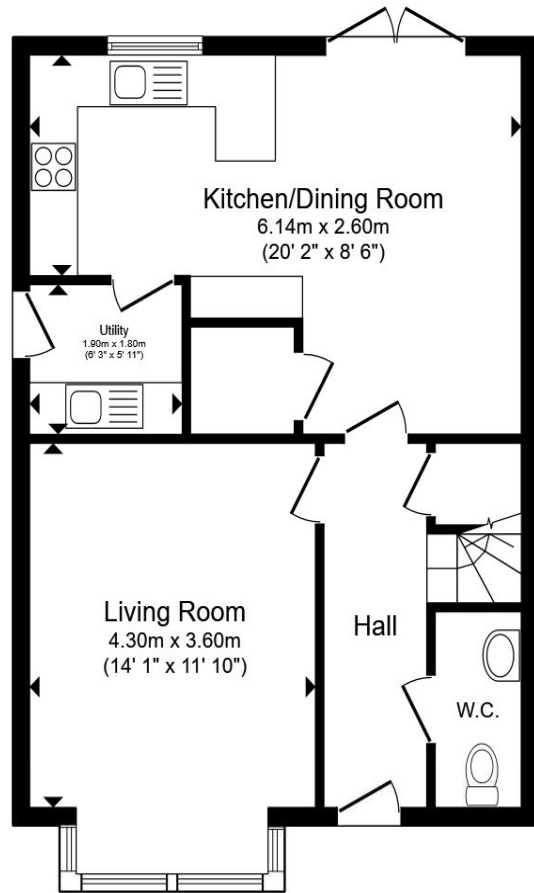 Kitchen/Dining Room
6.14m x 2.60m
(20' 2" x 8' 6")
Utility
1.90m x 1.80m
(6' 3" x 5' 11")
Living Room
4.30m x 3.60m
(14' 1" x 11' 10")
Hall
W.C.